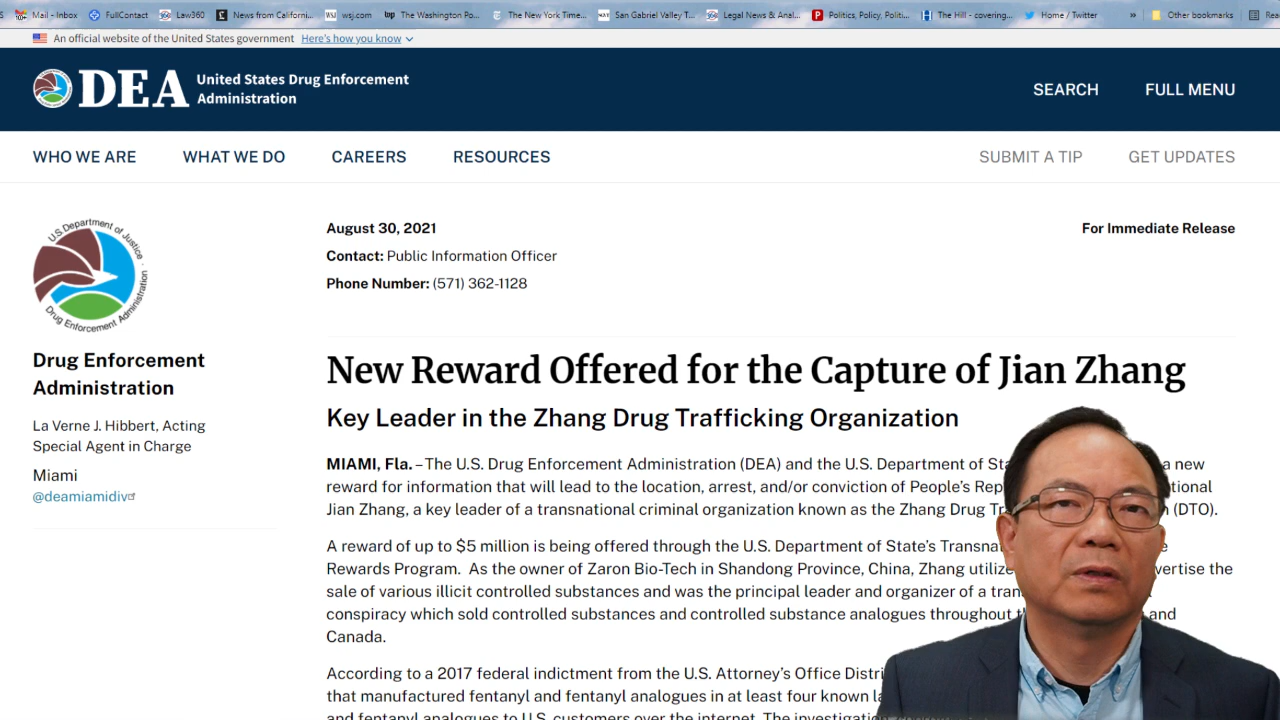 S Mail - Inbox FullContact Law360 News from Californi... wsj.com The Washington Po... The New York Time... San Gabriel Valley T... Legal News & Anal... Politics, Policy, Politi... The Hill - covering... Home / Twitter » Other bookmarks Rea
An official website of the United States government Here's how you know
DEA United States Drug Enforcement
Administration
SEARCH FULL MENU
WHO WE ARE WHAT WE DO CAREERS RESOURCES SUBMIT A TIP GET UPDATES
U.S. Department of Justice
Drug Enforcement Administration
Drug Enforcement
Administration
La Verne J. Hibbert, Acting
Special Agent in Charge
Miami
@deamiamidiv
August 30, 2021 For Immediate Release
Contact: Public Information Officer
Phone Number: (571) 362-1128
New Reward Offered for the Capture of Jian Zhang
Key Leader in the Zhang Drug Trafficking Organization
MIAMI, Fla. – The U.S. Drug Enforcement Administration (DEA) and the U.S. Department of a new
reward for information that will lead to the location, arrest, and/or conviction of People's
Jian Zhang, a key leader of a transnational criminal organization known as the Zhang Drug (DTO).
A reward of up to $5 million is being offered through the U.S. Department of State's
Rewards Program. As the owner of Zaron Bio-Tech in Shandong Province, China, Zhang the
sale of various illicit controlled substances and was the principal leader and organizer of a
conspiracy which sold controlled substances and controlled substance analogues throughout and
Canada.
According to a 2017 federal indictment from the U.S. Attorney's Office
that manufactured fentanyl and fentanyl analogues in at least four known
and fentanyl analogues to U.S. customers over the internet. The